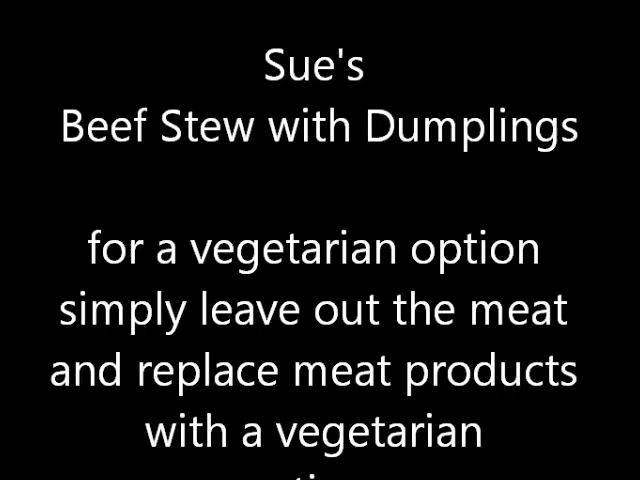 Sue's
Beef Stew with Dumplings
for a vegetarian option
simply leave out the meat
and replace meat products
with a vegetarian